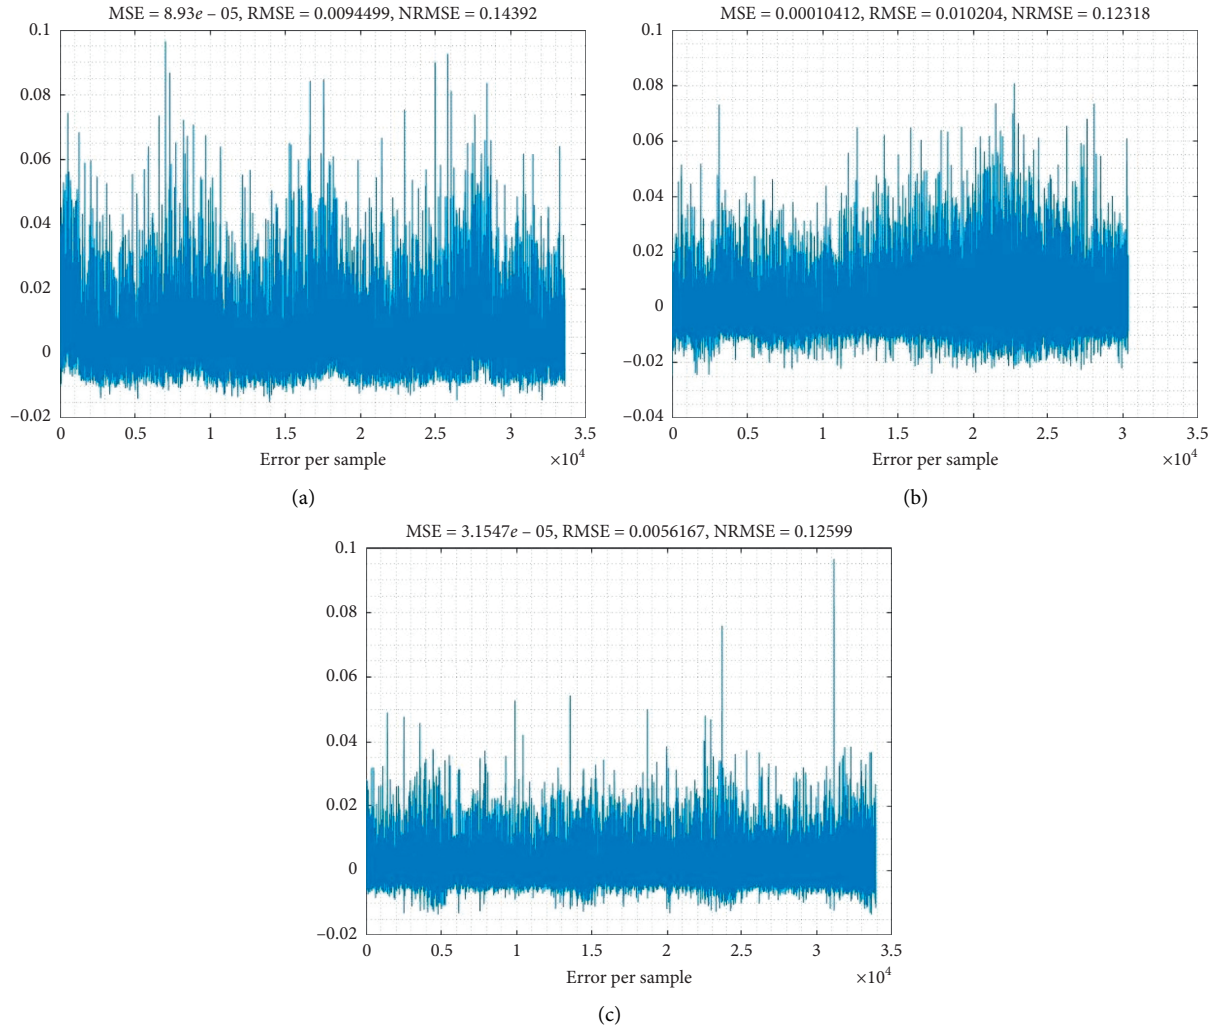 MSE = 8.93e – 05, RMSE = 0.0094499, NRMSE = 0.14392
0.1
0.08
0.06
0.04
0.02
0
–0.02
0 0.5 1 1.5 2 2.5 3 3.5
Error per sample ×10⁴
(a)
MSE = 0.00010412, RMSE = 0.010204, NRMSE = 0.12318
0.1
0.08
0.06
0.04
0.02
0
–0.02
–0.04
0 0.5 1 1.5 2 2.5 3 3.5
Error per sample ×10⁴
(b)
MSE = 3.1547e – 05, RMSE = 0.0056167, NRMSE = 0.12599
0.1
0.08
0.06
0.04
0.02
0
–0.02
0 0.5 1 1.5 2 2.5 3 3.5
Error per sample ×10⁴
(c)